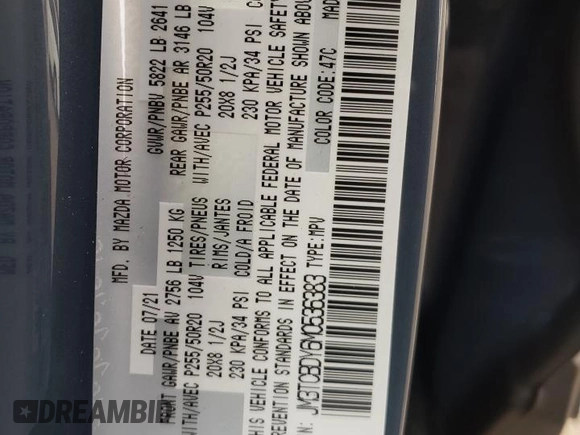 MFD. BY MAZDA MOTOR CORPORATION
DATE 07/21 GVWR/PNBV 5822 LB 2641
FRONT GAWR/PNBE AV 2756 LB 1250 KG REAR GAWR/PNBE AR 3146 LB
WITH/AVEC P255/50R20 104V TIRES/PNEUS WITH/AVEC P255/50R20 104V
20X8 1/2J RIMS/JANTES 20X8 1/2J
230 KPA/34 PSI COLD/A FROID 230 KPA/34 PSI
THIS VEHICLE CONFORMS TO ALL APPLICABLE FEDERAL MOTOR VEHICLE SAFETY
PREVENTION STANDARDS IN EFFECT ON THE DATE OF MANUFACTURE SHOWN
JM3TCBDY6M0536383 TYPE:MPV COLOR CODE:47C MAD
DREAMBID